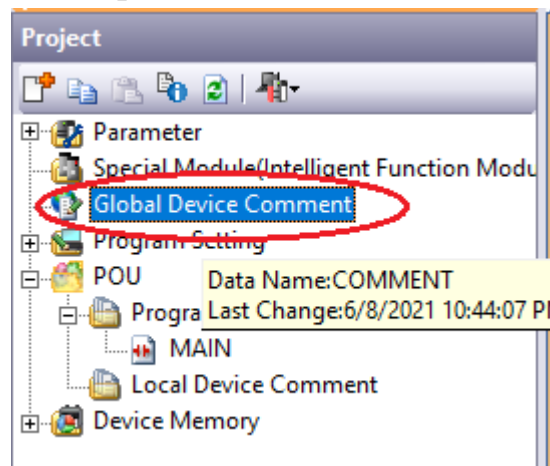 Project
Parameter
Special Module(Intelligent Function Modu
Global Device Comment
Program Setting
POU
Data Name:COMMENT
Progra
Last Change:6/8/2021 10:44:07 P
MAIN
Local Device Comment
Device Memory